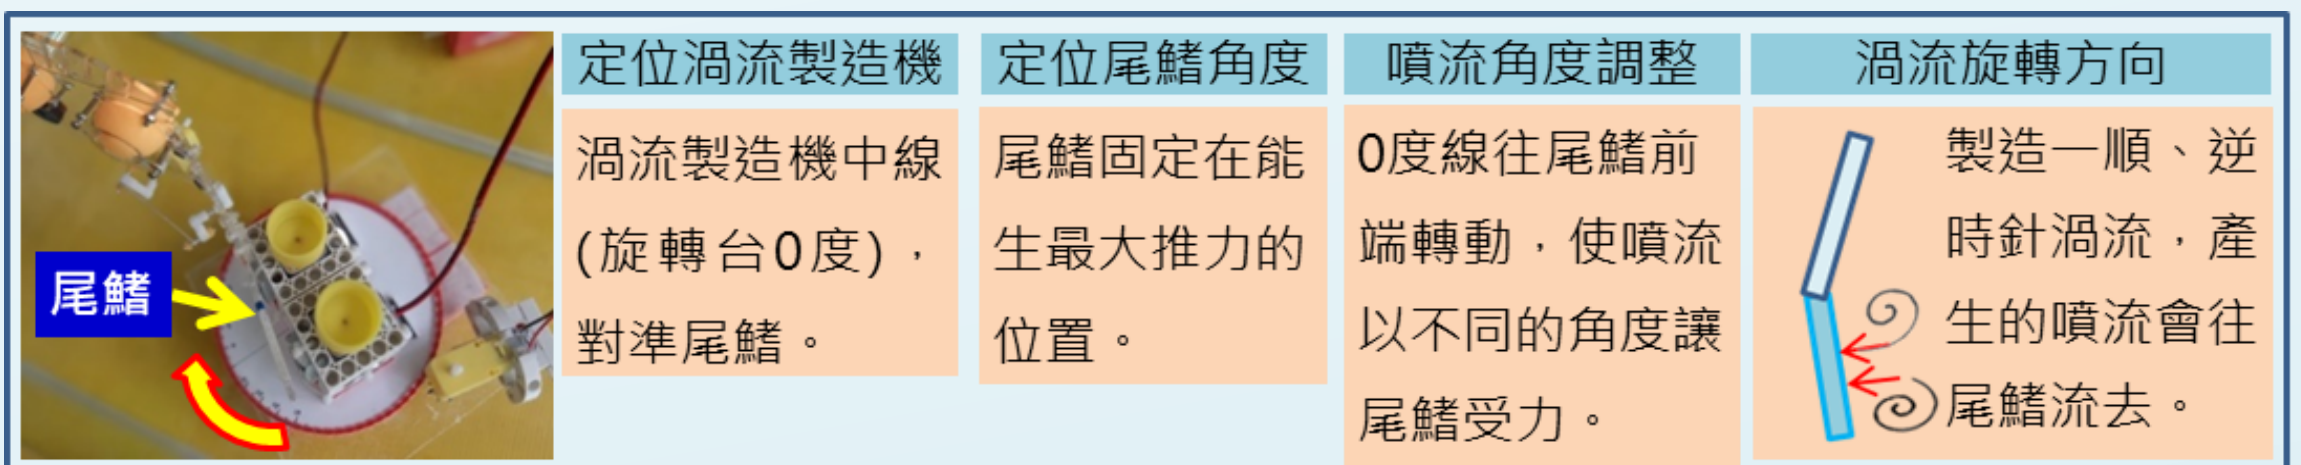 尾鰭
定位渦流製造機
渦流製造機中線
(旋轉台0度)，
對準尾鰭。
定位尾鰭角度
尾鰭固定在能
生最大推力的
位置。
噴流角度調整
0度線往尾鰭前
端轉動，使噴流
以不同的角度讓
尾鰭受力。
渦流旋轉方向
製造一順、逆
時針渦流，產
生的噴流會往
尾鰭流去。